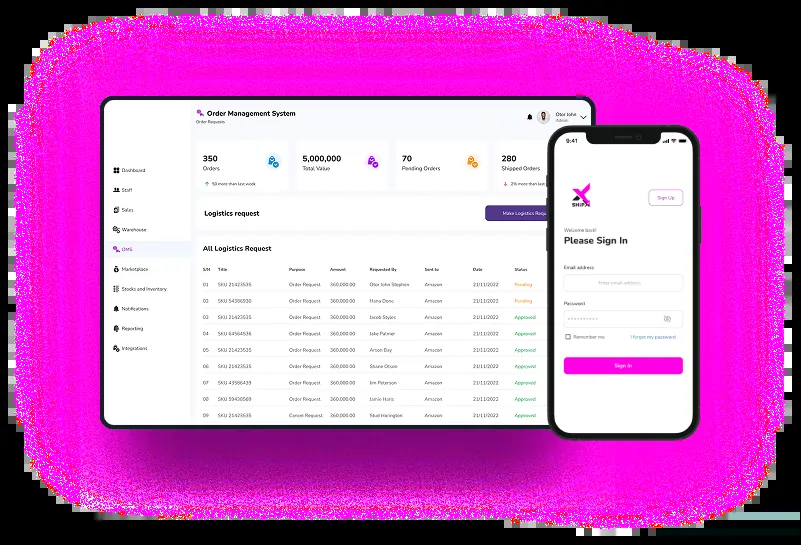 Order Management System
Order Requests
Otor John
Admin
350
Orders
50 more than last week
5,000,000
Total Value
70
Pending Orders
280
Shipped Orders
2% more than last
Logistics request
Make Logistics Requ
Dashboard
Staff
Sales
Warehouse
OMS
Marketplace
Stocks and Inventory
Notifications
Reporting
Integrations
All Logistics Request
S/N Title Purpose Amount Requested By Sent to Date Status
01 SKU 21423535 Order Request 360,000.00 Otor John Stephen Amazon 21/11/2022 Pending
02 SKU 54386930 Order Request 360,000.00 Hana Donc Amazon 21/11/2022 Pending
03 SKU 21423535 Order Request 360,000.00 Jacob Styles Amazon 21/11/2022 Approved
04 SKU 64564536 Order Request 360,000.00 Jake Palmer Amazon 21/11/2022 Approved
05 SKU 21423535 Order Request 360,000.00 Arson Day Amazon 21/11/2022 Approved
06 SKU 21423535 Order Request 360,000.00 Shane Olson Amazon 21/11/2022 Approved
07 SKU 43586439 Order Request 360,000.00 Jim Peterson Amazon 21/11/2022 Approved
08 SKU 59430569 Order Request 360,000.00 Jamie Haris Amazon 21/11/2022 Approved
09 SKU 21423535 Cancel Request 360,000.00 Stud Harington Amazon 21/11/2022 Approved
9:41
Sign Up
Welcome back!
Please Sign In
Email address
Enter email address
Password
Remember me
I forget my password
Sign In